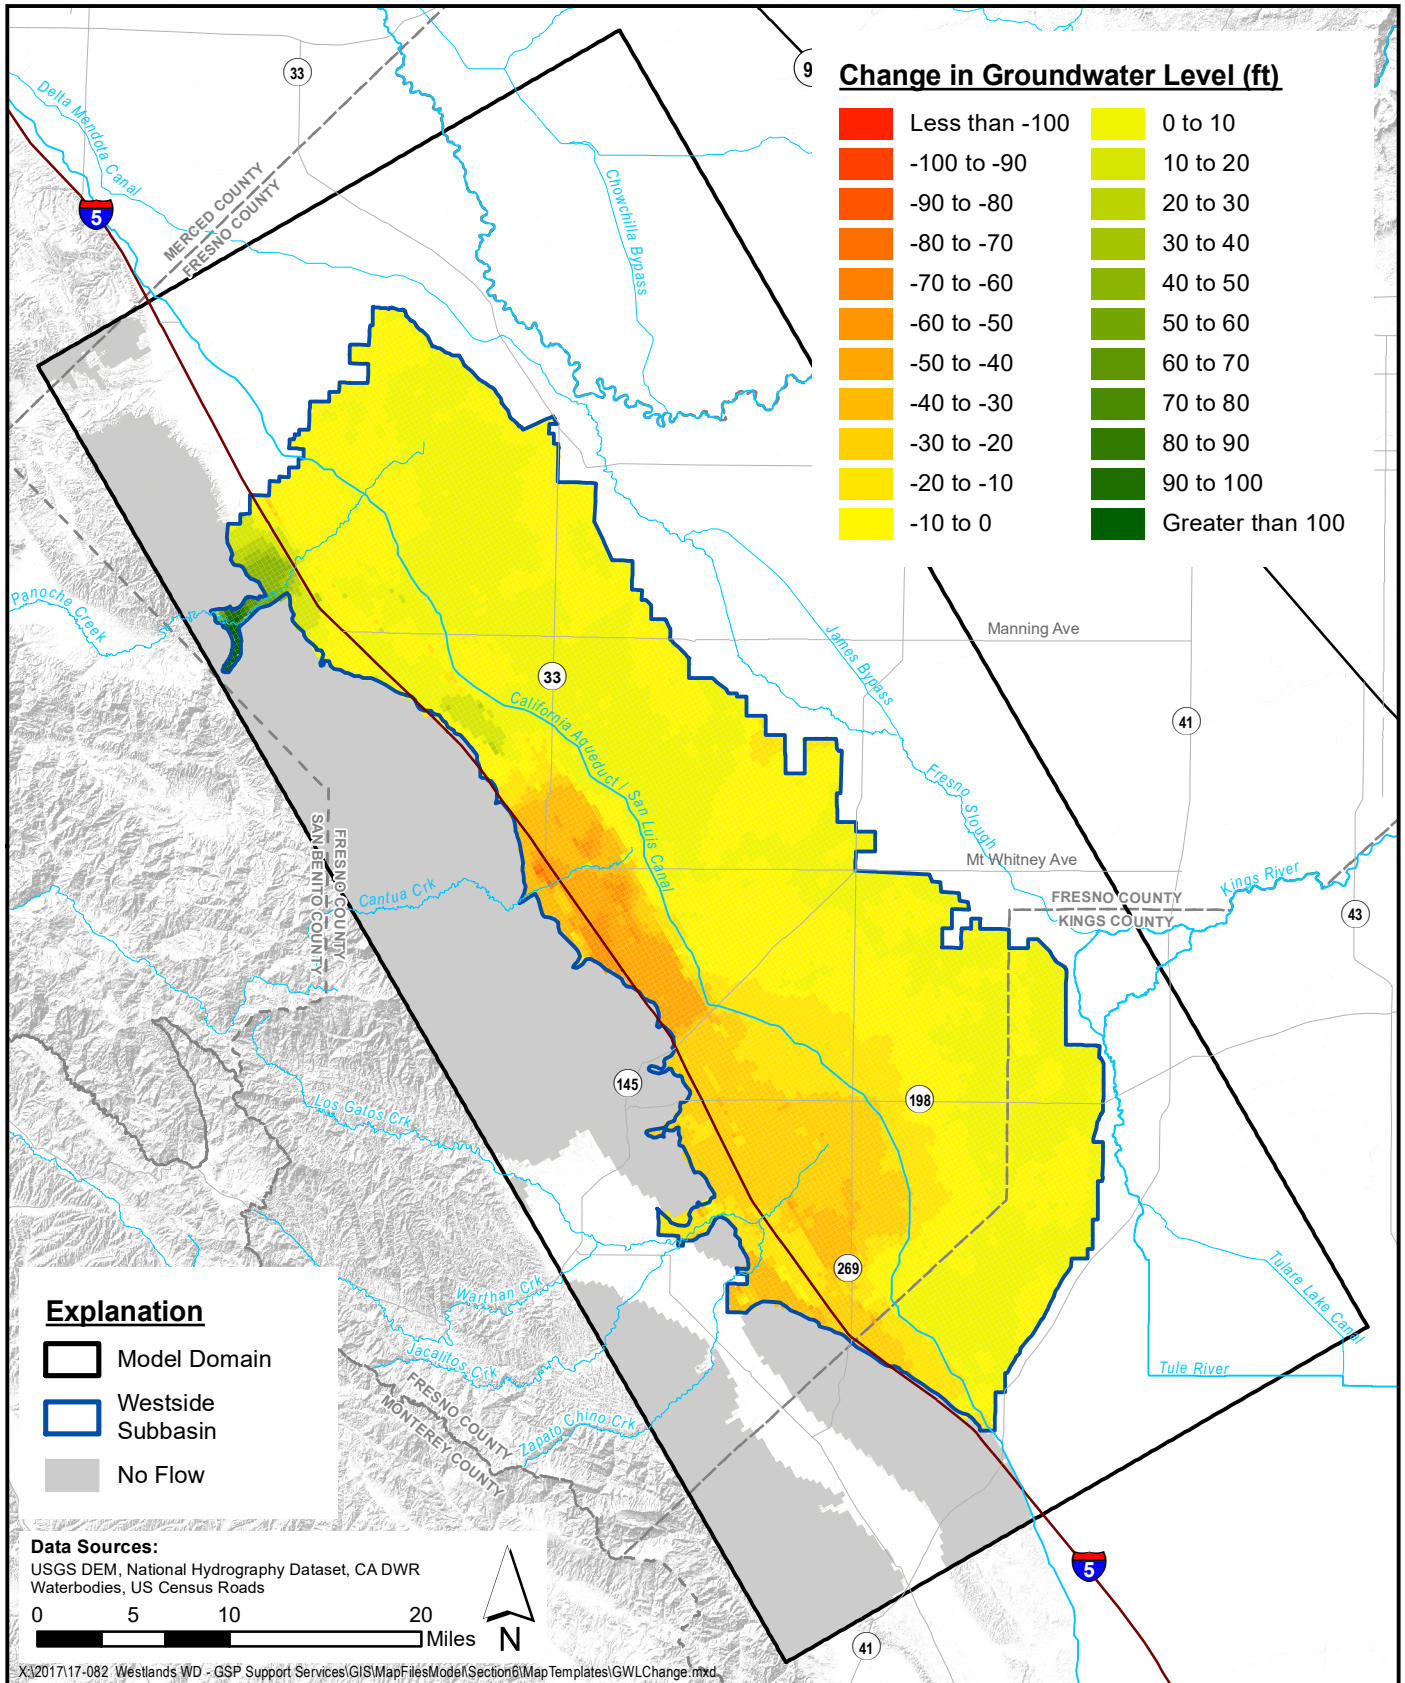 33
9
Delta Mendota Canal
5
MERCED COUNTY
FRESNO COUNTY
Chowchilla Bypass
Change in Groundwater Level (ft)
Less than -100
-100 to -90
-90 to -80
-80 to -70
-70 to -60
-60 to -50
-50 to -40
-40 to -30
-30 to -20
-20 to -10
-10 to 0
0 to 10
10 to 20
20 to 30
30 to 40
40 to 50
50 to 60
60 to 70
70 to 80
80 to 90
90 to 100
Greater than 100
Panoche Creek
Manning Ave
James Bypass
33
41
California Aqueduct / San Luis Canal
Fresno Slough
SAN BENITO COUNTY
FRESNO COUNTY
Mt Whitney Ave
Kings River
Cantua Crk
FRESNO COUNTY
KINGS COUNTY
43
145
198
Los Gatos Crk
269
Tulare Lake Canal
Warthan Crk
Jacalitos Crk
Tule River
FRESNO COUNTY
MONTEREY COUNTY
Zapato Chino Crk
Explanation
Model Domain
Westside
Subbasin
No Flow
Data Sources:
USGS DEM, National Hydrography Dataset, CA DWR
Waterbodies, US Census Roads
0 5 10 20
Miles
N
5
41
X:\2017\17-082 Westlands WD - GSP Support Services\GIS\MapFilesModel\Section6\MapTemplates\GWLChange.mxd